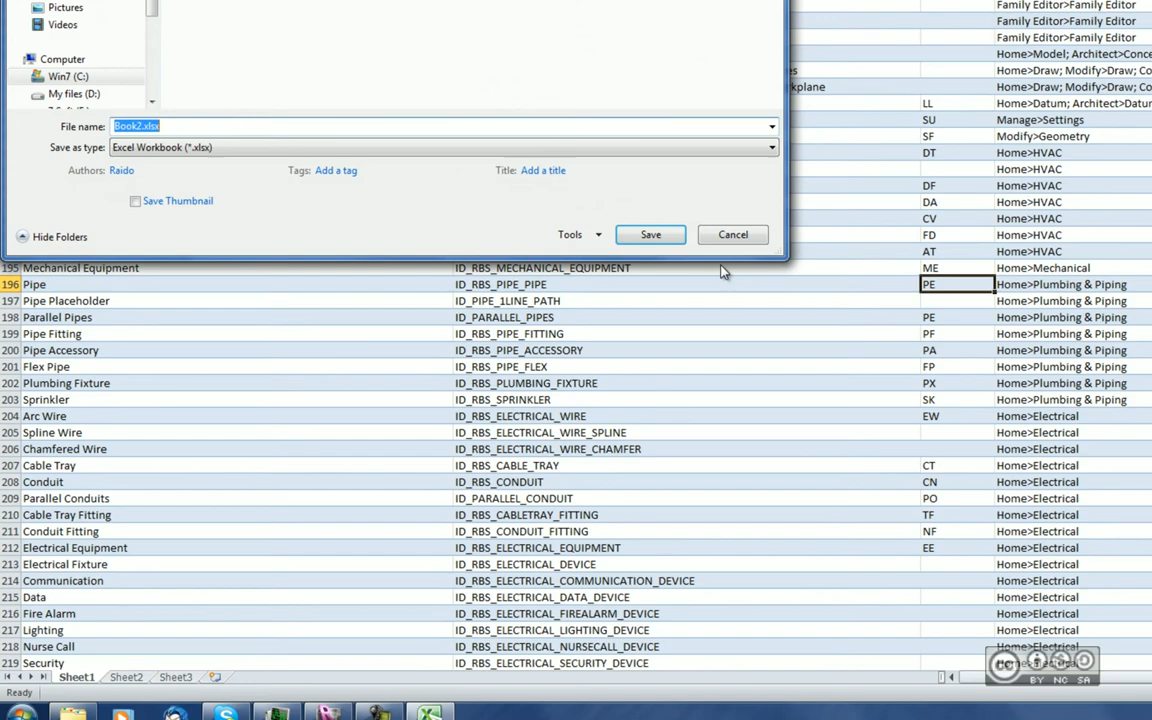 Pictures
Videos
Computer
Win7 (C:)
My files (D:)
File name: Book2.xlsx
Save as type: Excel Workbook (*.xlsx)
Authors: Raido Tags: Add a tag Title: Add a title
Save Thumbnail
Hide Folders Tools Save Cancel
Family Editor>Family Editor
Family Editor>Family Editor
Family Editor>Family Editor
Home>Model; Architect>Conce
es Home>Draw; Modify>Draw; Co
rkplane Home>Draw; Modify>Draw; Co
LL Home>Datum; Architect>Datun
SU Manage>Settings
SF Modify>Geometry
DT Home>HVAC
Home>HVAC
DF Home>HVAC
DA Home>HVAC
CV Home>HVAC
FD Home>HVAC
AT Home>HVAC
195 Mechanical Equipment ID_RBS_MECHANICAL_EQUIPMENT ME Home>Mechanical
196 Pipe ID_RBS_PIPE_PIPE PE Home>Plumbing & Piping
197 Pipe Placeholder ID_PIPE_1LINE_PATH Home>Plumbing & Piping
198 Parallel Pipes ID_PARALLEL_PIPES PE Home>Plumbing & Piping
199 Pipe Fitting ID_RBS_PIPE_FITTING PF Home>Plumbing & Piping
200 Pipe Accessory ID_RBS_PIPE_ACCESSORY PA Home>Plumbing & Piping
201 Flex Pipe ID_RBS_PIPE_FLEX FP Home>Plumbing & Piping
202 Plumbing Fixture ID_RBS_PLUMBING_FIXTURE PX Home>Plumbing & Piping
203 Sprinkler ID_RBS_SPRINKLER SK Home>Plumbing & Piping
204 Arc Wire ID_RBS_ELECTRICAL_WIRE EW Home>Electrical
205 Spline Wire ID_RBS_ELECTRICAL_WIRE_SPLINE Home>Electrical
206 Chamfered Wire ID_RBS_ELECTRICAL_WIRE_CHAMFER Home>Electrical
207 Cable Tray ID_RBS_CABLE_TRAY CT Home>Electrical
208 Conduit ID_RBS_CONDUIT CN Home>Electrical
209 Parallel Conduits ID_PARALLEL_CONDUIT PO Home>Electrical
210 Cable Tray Fitting ID_RBS_CABLETRAY_FITTING TF Home>Electrical
211 Conduit Fitting ID_RBS_CONDUIT_FITTING NF Home>Electrical
212 Electrical Equipment ID_RBS_ELECTRICAL_EQUIPMENT EE Home>Electrical
213 Electrical Fixture ID_RBS_ELECTRICAL_DEVICE Home>Electrical
214 Communication ID_RBS_ELECTRICAL_COMMUNICATION_DEVICE Home>Electrical
215 Data ID_RBS_ELECTRICAL_DATA_DEVICE Home>Electrical
216 Fire Alarm ID_RBS_ELECTRICAL_FIREALARM_DEVICE Home>Electrical
217 Lighting ID_RBS_ELECTRICAL_LIGHTING_DEVICE Home>Electrical
218 Nurse Call ID_RBS_ELECTRICAL_NURSECALL_DEVICE Home>Electrical
219 Security ID_RBS_ELECTRICAL_SECURITY_DEVICE Home>Electrical
Sheet1 Sheet2 Sheet3
cc BY NC SA
Ready